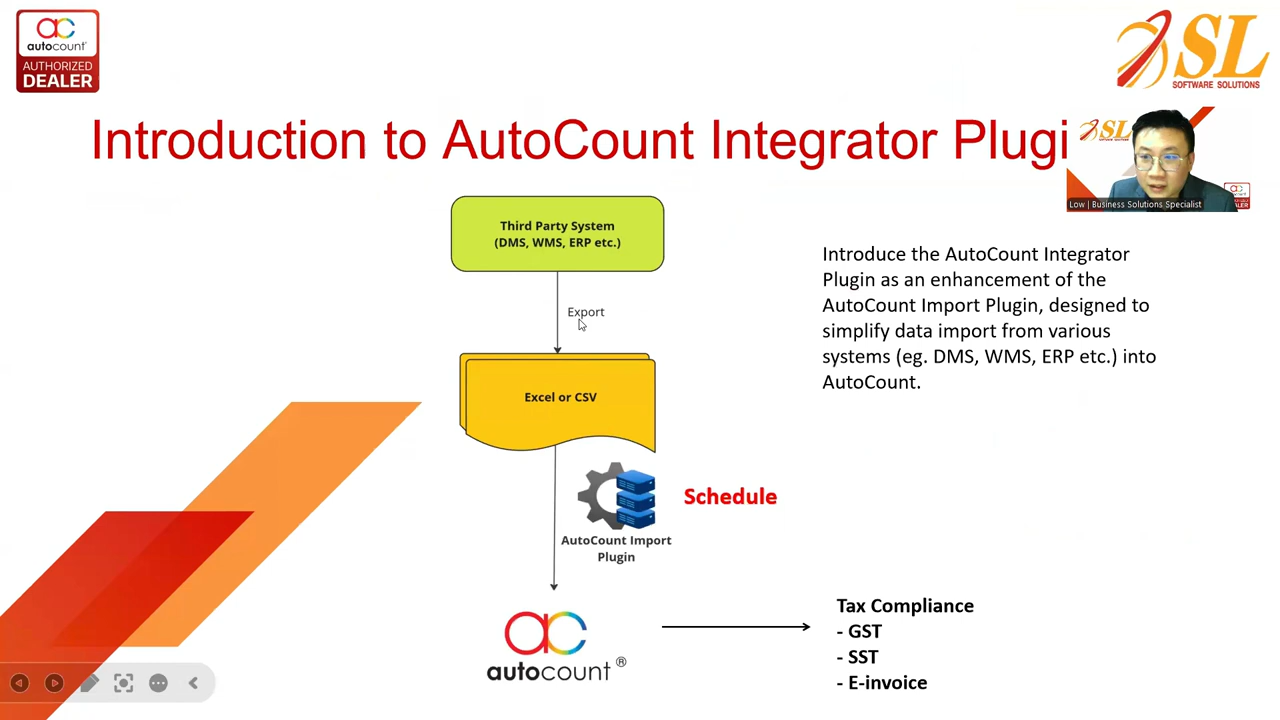 ac
autocount®
AUTHORIZED
DEALER
SL
SOFTWARE SOLUTIONS
Introduction to AutoCount Integrator Plugi
SL
Low | Business Solutions Specialist
Third Party System
(DMS, WMS, ERP etc.)
Export
Excel or CSV
Introduce the AutoCount Integrator
Plugin as an enhancement of the
AutoCount Import Plugin, designed to
simplify data import from various
systems (eg. DMS, WMS, ERP etc.) into
AutoCount.
Schedule
AutoCount Import
Plugin
ac
autocount®
Tax Compliance
- GST
- SST
- E-invoice